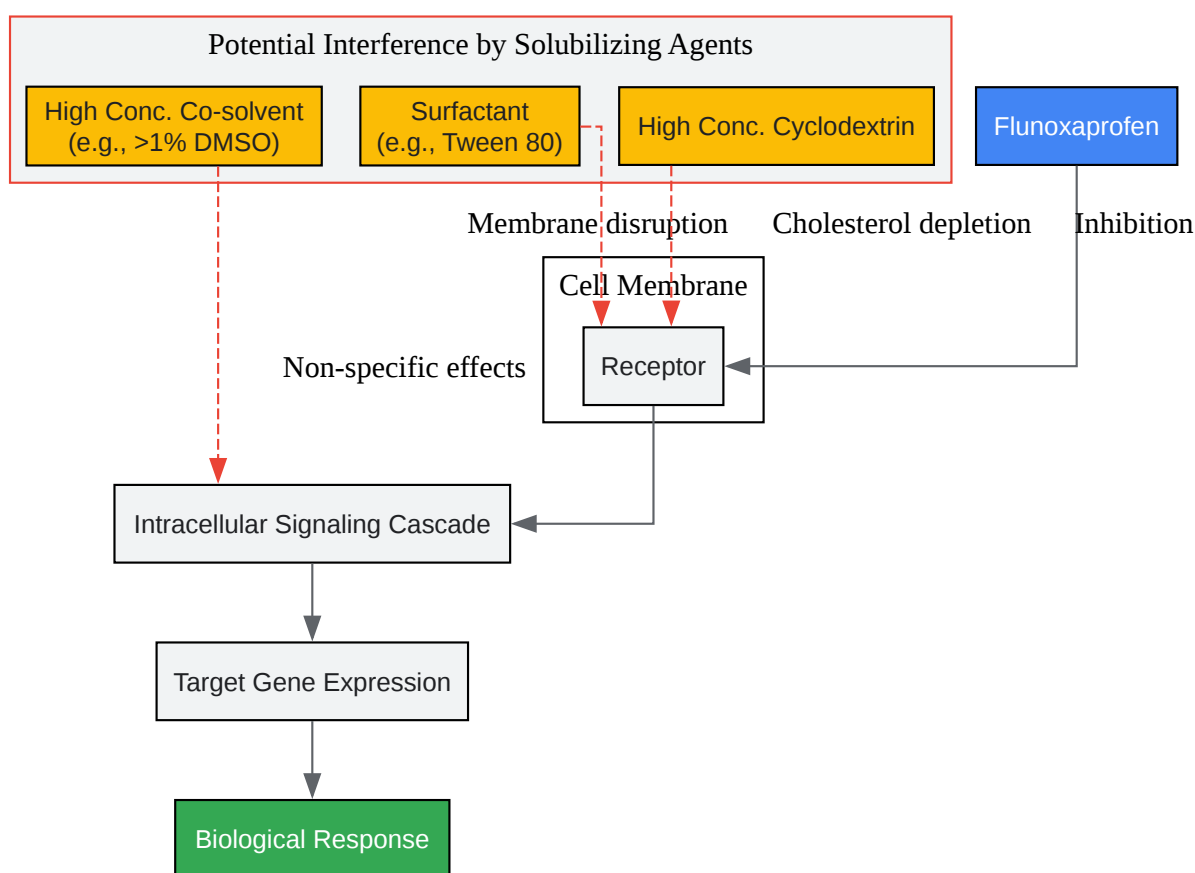 Potential Interference by Solubilizing Agents
High Conc. Co-solvent
(e.g., >1% DMSO)
Surfactant
(e.g., Tween 80)
High Conc. Cyclodextrin
Flunoxaprofen
Membrane disruption
Cholesterol depletion
Inhibition
Cell Membrane
Receptor
Non-specific effects
Intracellular Signaling Cascade
Target Gene Expression
Biological Response